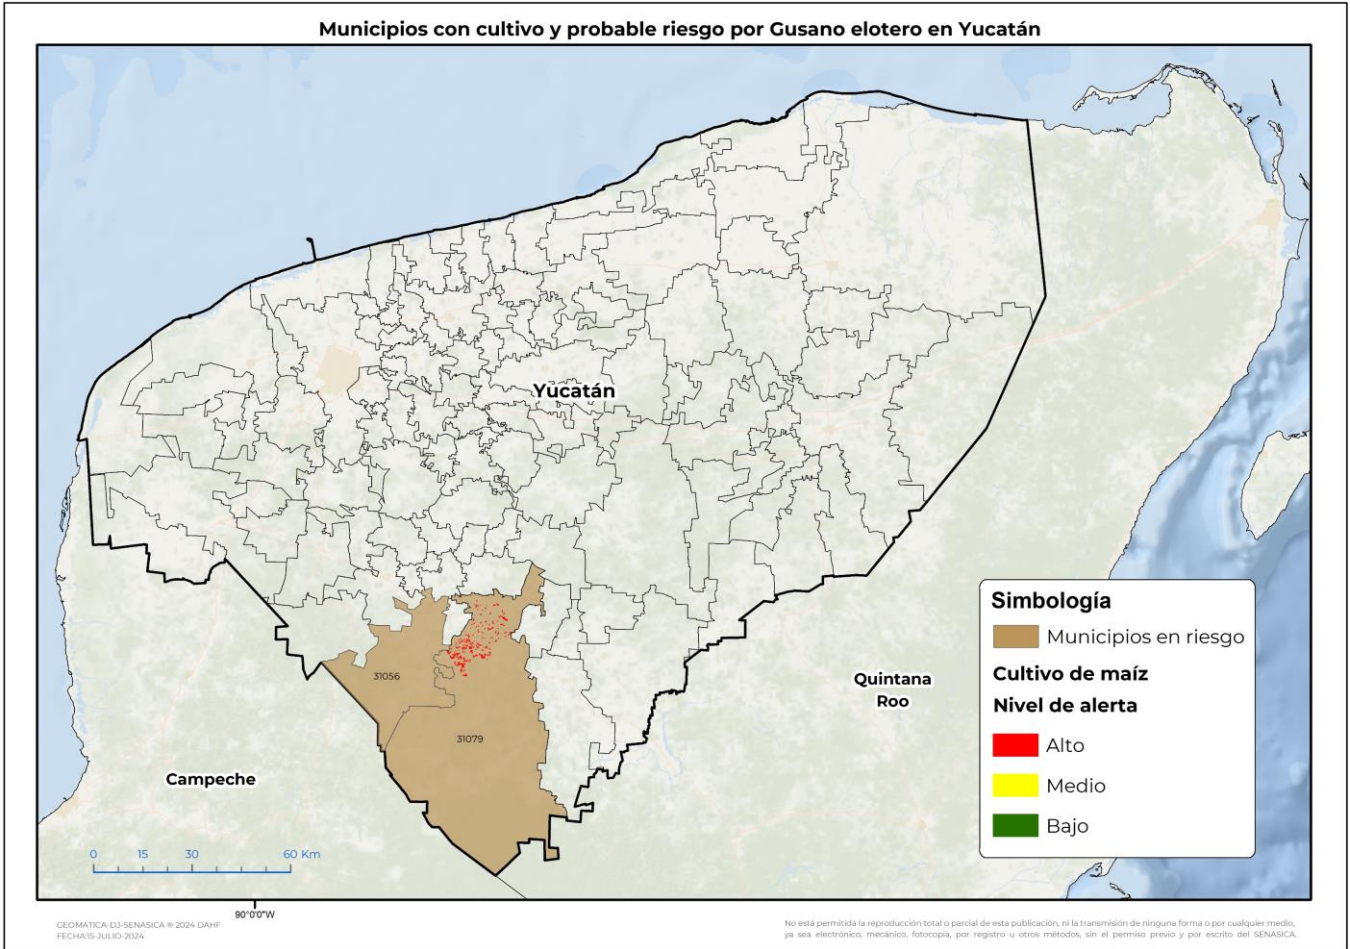 Municipios con cultivo y probable riesgo por Gusano elotero en Yucatán
Yucatán
31056
31079
Quintana
Roo
Campeche
Simbología
Municipios en riesgo
Cultivo de maíz
Nivel de alerta
Alto
Medio
Bajo
0 15 30 60 Km
90°0'0"W
GEOMATICA-DJ-SENASICA ® 2024 DAHF
FECHA:15-JULIO-2024
No está permitida la reproducción total o parcial de esta publicación, ni la transmisión de ninguna forma o por cualquier medio,
ya sea electrónico, mecánico, fotocopia, por registro u otros métodos, sin el permiso previo y por escrito del SENASICA.